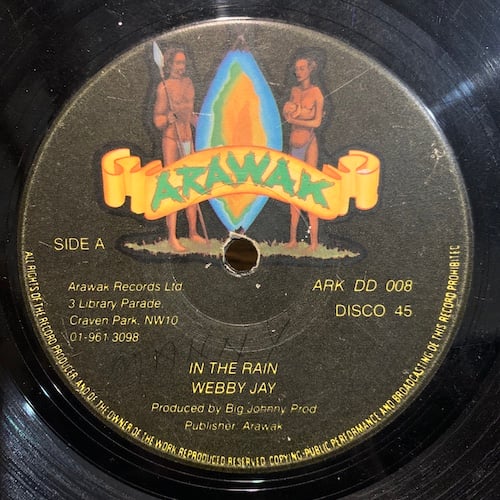 ARAWAK
SIDE A
ARK DD 008
DISCO 45
Arawak Records Ltd.
3 Library Parade,
Craven Park, NW10
01-961 3098
IN THE RAIN
WEBBY JAY
Produced by Big Johnny Prod
Publisher: Arawak
ALL RIGHTS OF THE RECORD PRODUCER AND OF THE OWNER OF THE WORK REPRODUCED RESERVED COPYING·PUBLIC PERFORMANCE AND BROADCASTING OF THIS RECORD PROHIBITED